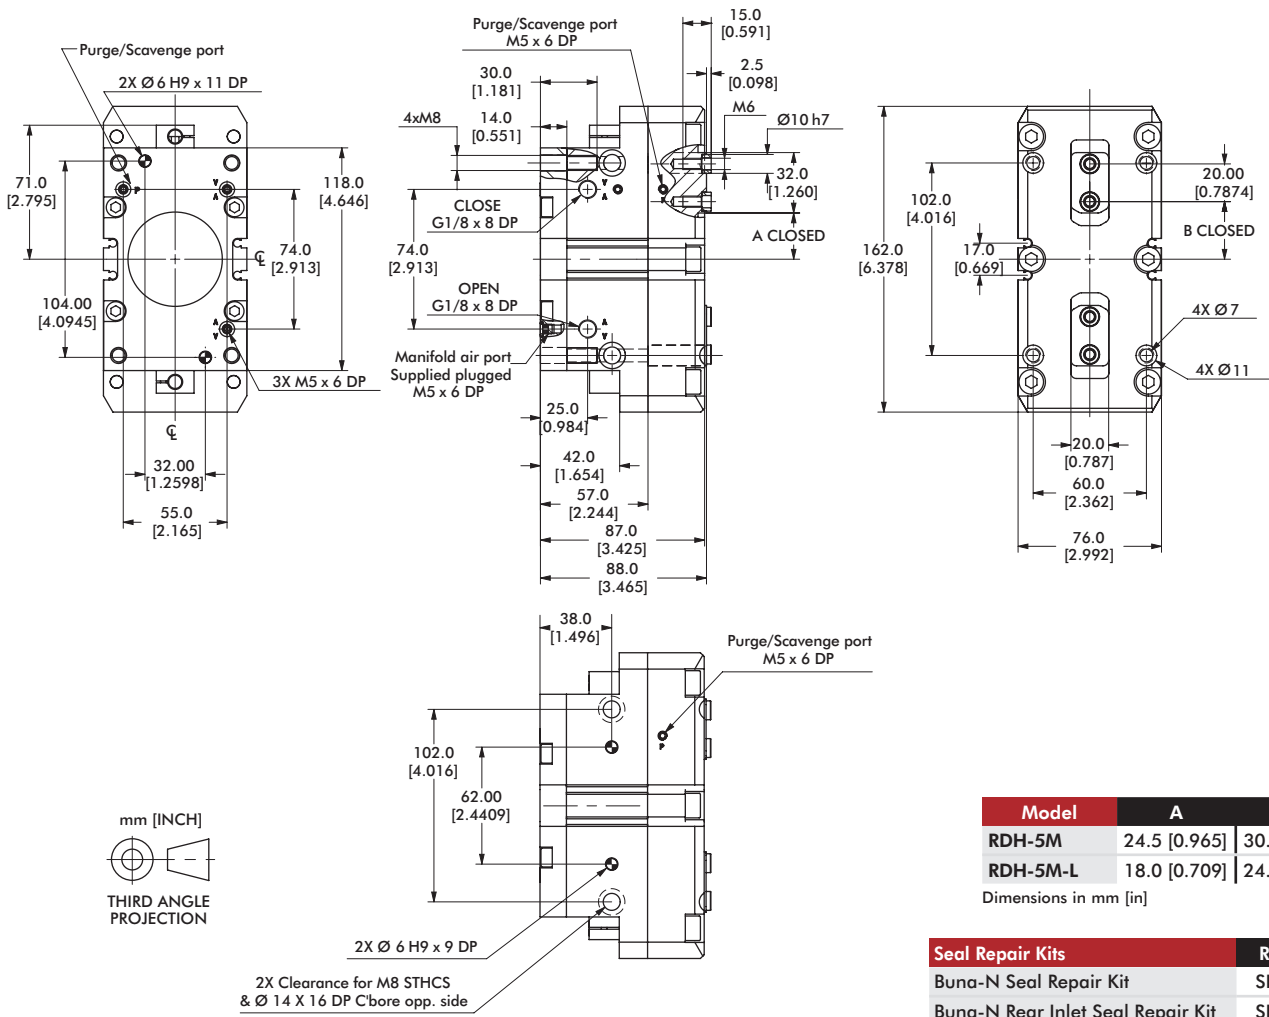 Purge/Scavenge port
2X Ø 6 H9 x 11 DP
71.0
[2.795]
104.00
[4.0945]
118.0
[4.646]
74.0
[2.913]
P
V
A
A
V
℄
℄
3X M5 x 6 DP
32.00
[1.2598]
55.0
[2.165]
Purge/Scavenge port
M5 x 6 DP
15.0
[0.591]
2.5
[0.098]
30.0
[1.181]
14.0
[0.551]
4xM8
M6
Ø10 h7
32.0
[1.260]
A CLOSED
CLOSE
G1/8 x 8 DP
V
A
74.0
[2.913]
OPEN
G1/8 x 8 DP
A
V
Manifold air port
Supplied plugged
M5 x 6 DP
25.0
[0.984]
42.0
[1.654]
57.0
[2.244]
87.0
[3.425]
88.0
[3.465]
102.0
[4.016]
162.0
[6.378]
17.0
[0.669]
20.00
[0.7874]
B CLOSED
4X Ø 7
4X Ø 11
20.0
[0.787]
60.0
[2.362]
76.0
[2.992]
38.0
[1.496]
Purge/Scavenge port
M5 x 6 DP
P
102.0
[4.016]
62.00
[2.4409]
2X Ø 6 H9 x 9 DP
2X Clearance for M8 STHCS
& Ø 14 X 16 DP C'bore opp. side
mm [INCH]
THIRD ANGLE
PROJECTION
Model A
RDH-5M 24.5 [0.965] 30.
RDH-5M-L 18.0 [0.709] 24.
Dimensions in mm [in]
Seal Repair Kits
Buna-N Seal Repair Kit
Buna-N Rear Inlet Seal Repair Kit